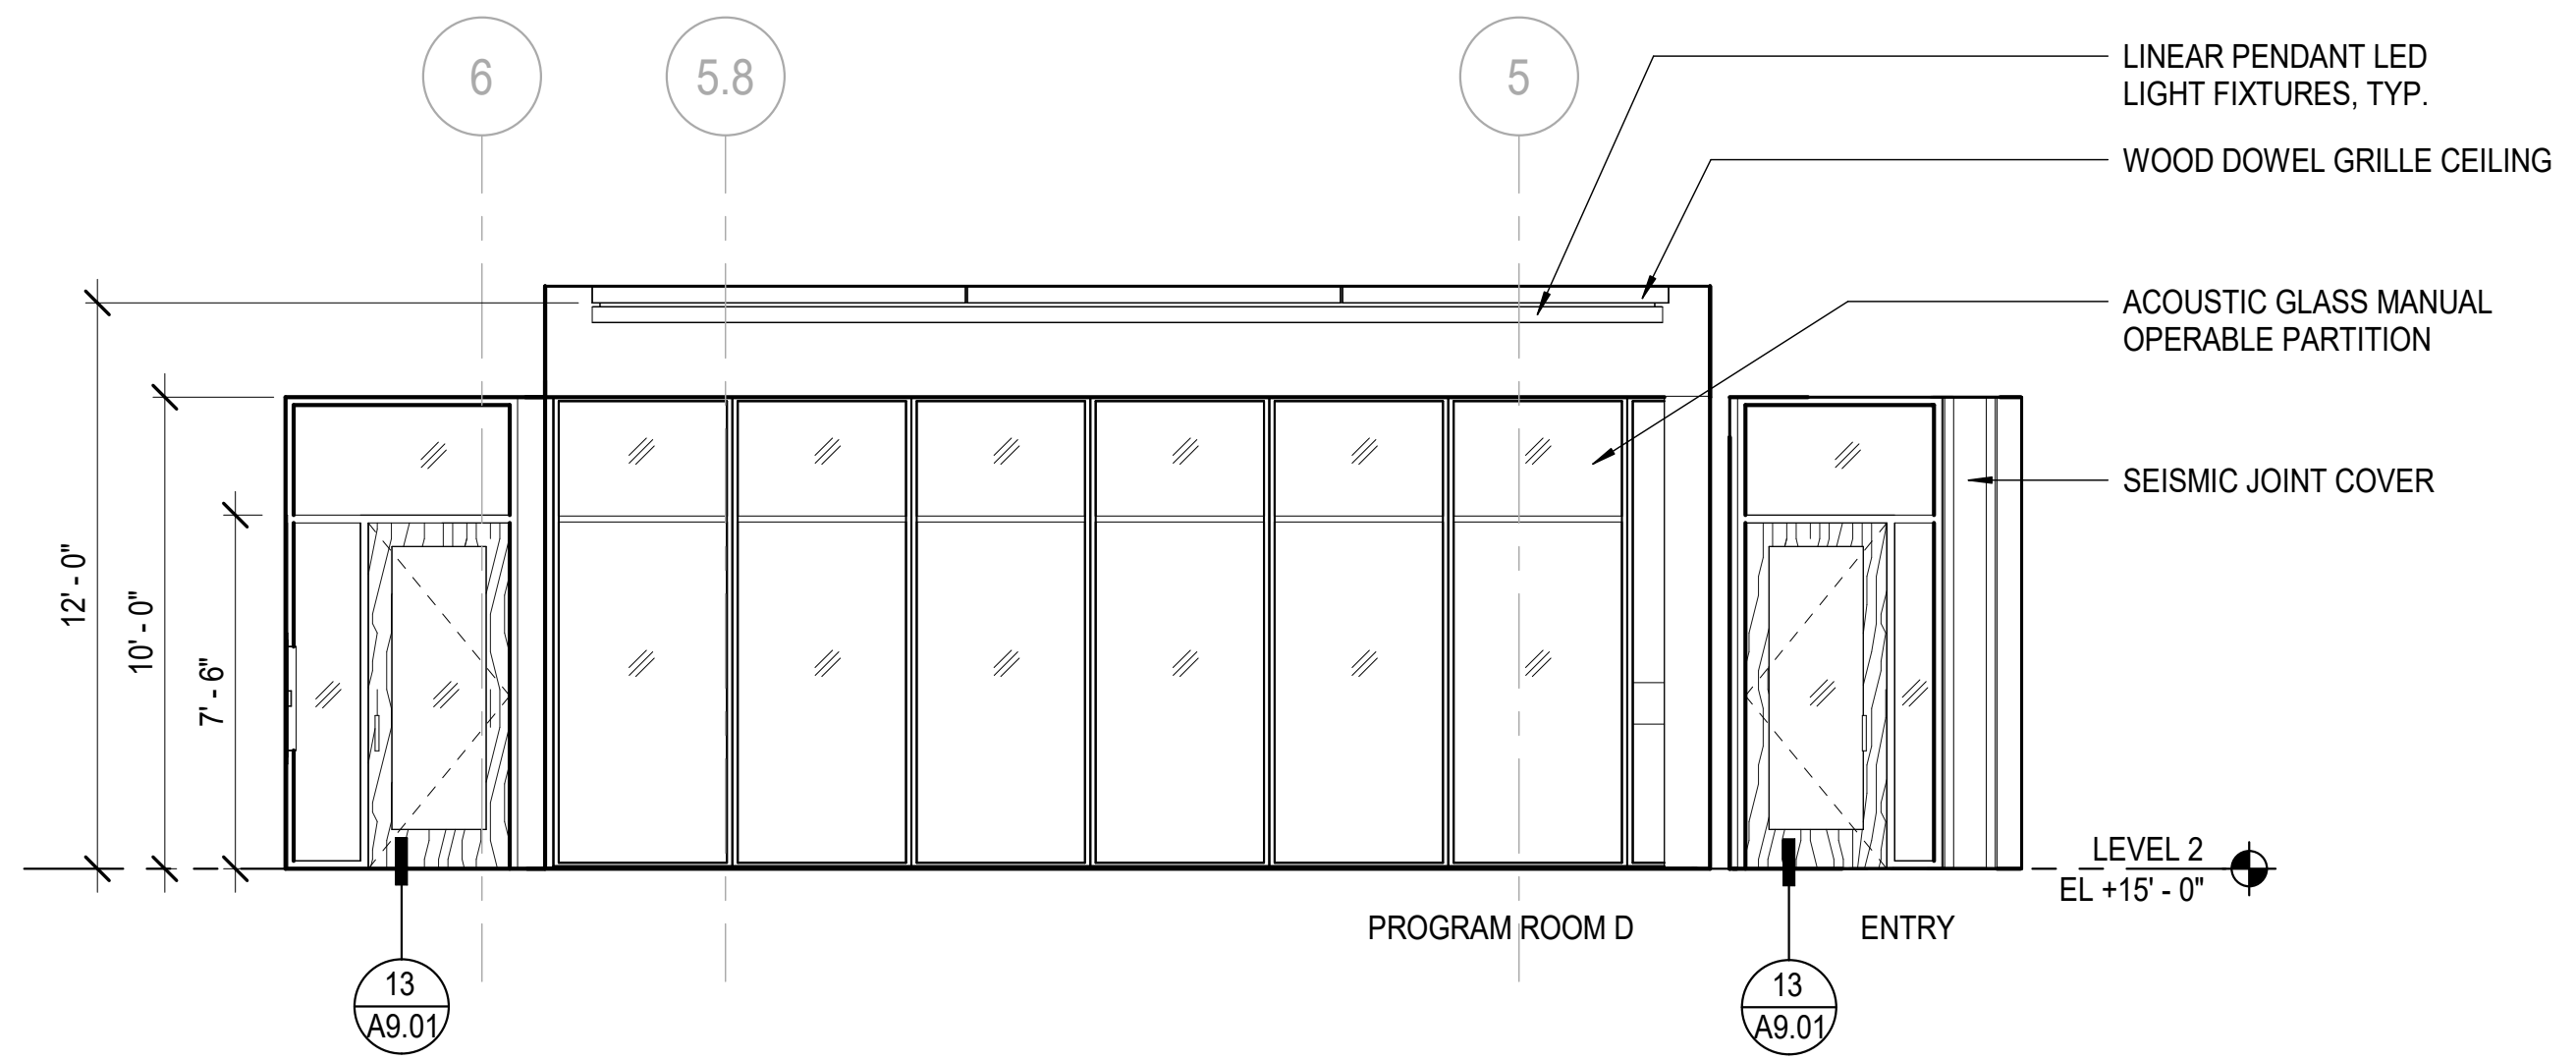 6
5.8
5
LINEAR PENDANT LED
LIGHT FIXTURES, TYP.
WOOD DOWEL GRILLE CEILING
ACOUSTIC GLASS MANUAL
OPERABLE PARTITION
SEISMIC JOINT COVER
12' - 0"
10' - 0"
7' - 6"
LEVEL 2
EL +15' - 0"
PROGRAM ROOM D
ENTRY
13
A9.01
13
A9.01